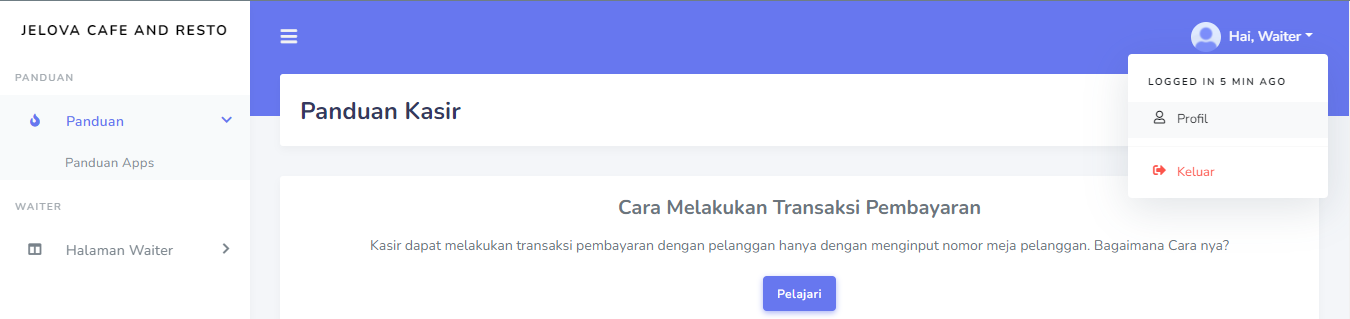 JELOVA CAFE AND RESTO
Hai, Waiter
PANDUAN
LOGGED IN 5 MIN AGO
Panduan Kasir
Panduan
Profil
Panduan Apps
Keluar
WAITER
Cara Melakukan Transaksi Pembayaran
Halaman Waiter
Kasir dapat melakukan transaksi pembayaran dengan pelanggan hanya dengan menginput nomor meja pelanggan. Bagaimana Cara nya?
Pelajari